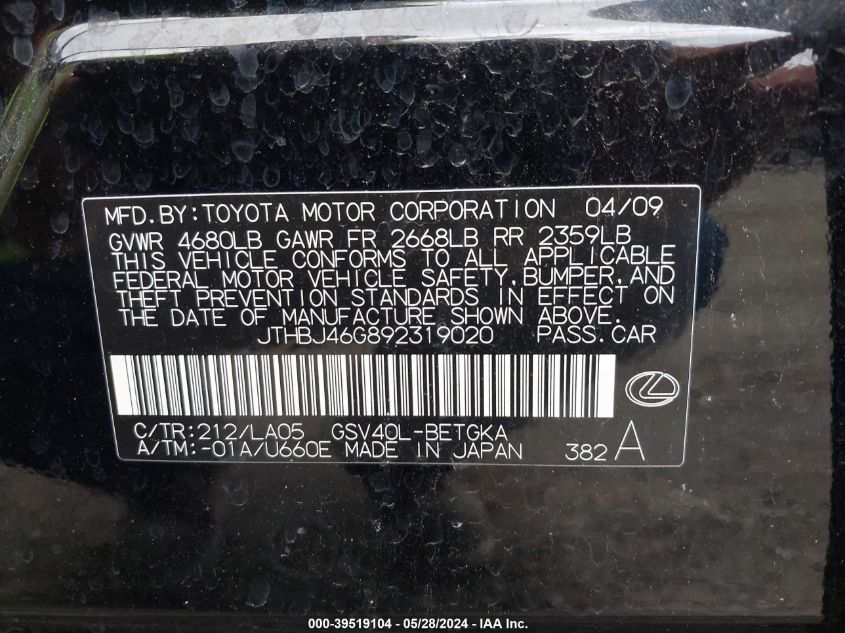 MFD.BY:TOYOTA MOTOR CORPORATION 04/09
GVWR 4680LB GAWR FR 2668LB RR 2359LB
THIS VEHICLE CONFORMS TO ALL APPLICABLE
FEDERAL MOTOR VEHICLE SAFETY,BUMPER,AND
THEFT PREVENTION STANDARDS IN EFFECT ON
THE DATE OF MANUFACTURE SHOWN ABOVE.
JTHBJ46G892319020 PASS.CAR
C/TR:212/LA05 GSV40L-BETGKA
A/TM:-01A/U660E MADE IN JAPAN 382 A
000-39519104 - 05/28/2024 - IAAI.com